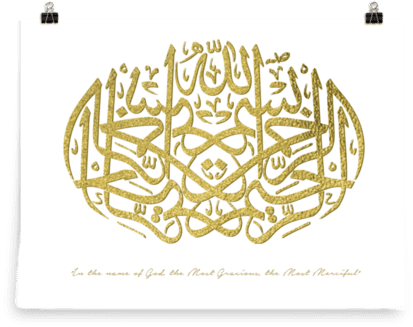 بسم الله الرحمن الرحيم
'In the name of God, the Most Gracious, the Most Merciful'